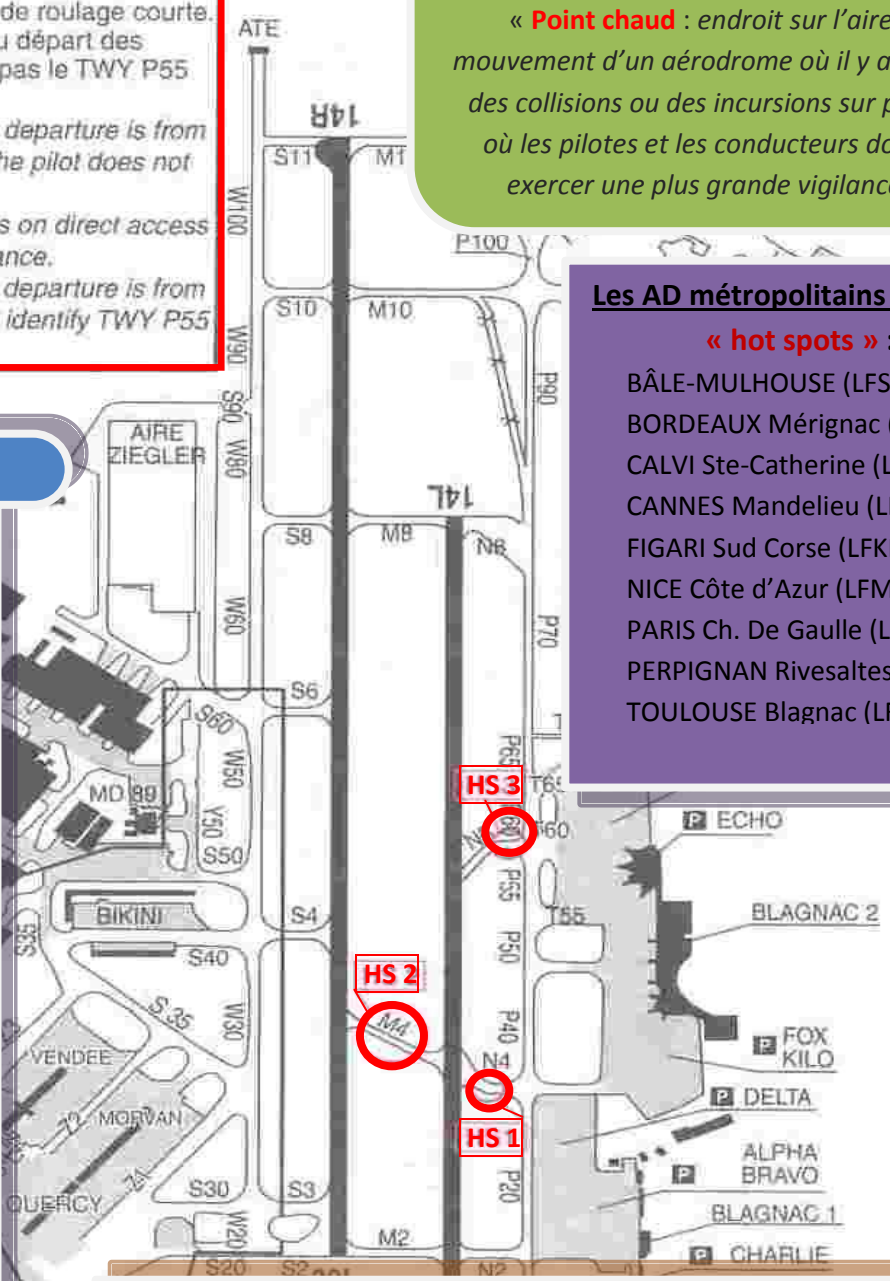 de roulage courte.
u départ des
pas le TWY P55
departure is from
he pilot does not
s on direct access
ance.
departure is from
identify TWY P55
« Point chaud : endroit sur l'aire
mouvement d'un aérodrome où il y a
des collisions ou des incursions sur p
où les pilotes et les conducteurs do
exercer une plus grande vigilance
Les AD métropolitains
« hot spots » :
BÂLE-MULHOUSE (LFS
BORDEAUX Mérignac (
CALVI Ste-Catherine (L
CANNES Mandelieu (L
FIGARI Sud Corse (LFK
NICE Côte d'Azur (LFM
PARIS Ch. De Gaulle (L
PERPIGNAN Rivesaltes
TOULOUSE Blagnac (LF
ATE
14R
S11
M1
W100
P100
S10
M10
W90
P90
S90
AIRE
ZIEGLER
W80
14L
S8
M8
N8
W60
P70
S6
S60
P65
W50
HS 3
T65
MD 89
Y50
S50
ECHO
P55
BIKINI
S4
T55
BLAGNAC 2
S35
S40
P50
HS 2
S 35
W30
M4
P40
VENDEE
N4
FOX
KILO
P DELTA
MORVAN
HS 1
ALPHA
BRAVO
P
QUERCY
S30
S3
P20
BLAGNAC 1
W20
M2
P CHARLIE
S20
S2
N2